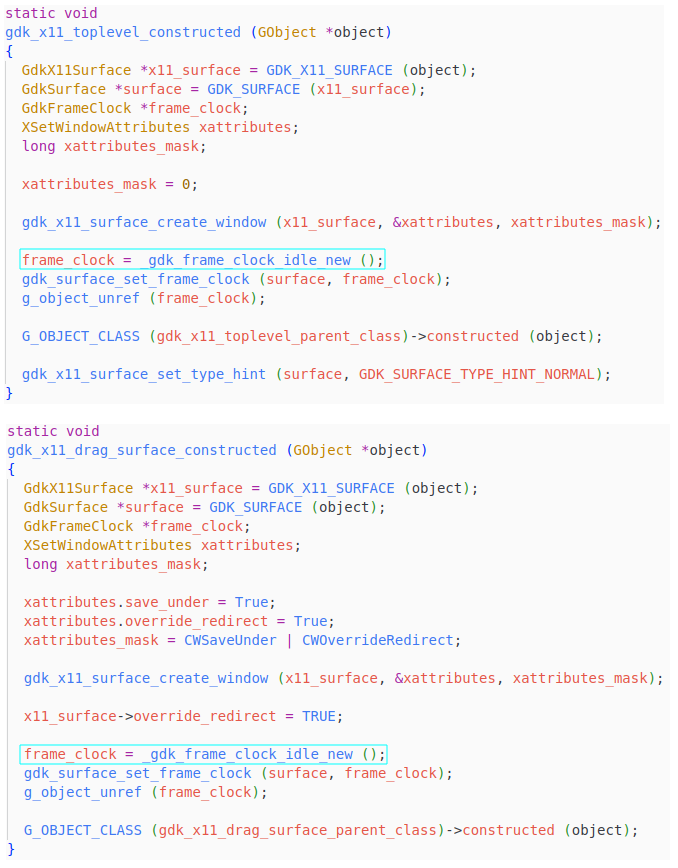 static void
gdk_x11_toplevel_constructed (GObject *object)
{
  GdkX11Surface *x11_surface = GDK_X11_SURFACE (object);
  GdkSurface *surface = GDK_SURFACE (x11_surface);
  GdkFrameClock *frame_clock;
  XSetWindowAttributes xattributes;
  long xattributes_mask;

  xattributes_mask = 0;

  gdk_x11_surface_create_window (x11_surface, &xattributes, xattributes_mask);

  frame_clock = _gdk_frame_clock_idle_new ();
  gdk_surface_set_frame_clock (surface, frame_clock);
  g_object_unref (frame_clock);

  G_OBJECT_CLASS (gdk_x11_toplevel_parent_class)->constructed (object);

  gdk_x11_surface_set_type_hint (surface, GDK_SURFACE_TYPE_HINT_NORMAL);
}

static void
gdk_x11_drag_surface_constructed (GObject *object)
{
  GdkX11Surface *x11_surface = GDK_X11_SURFACE (object);
  GdkSurface *surface = GDK_SURFACE (object);
  GdkFrameClock *frame_clock;
  XSetWindowAttributes xattributes;
  long xattributes_mask;

  xattributes.save_under = True;
  xattributes.override_redirect = True;
  xattributes_mask = CWSaveUnder | CWOverrideRedirect;

  gdk_x11_surface_create_window (x11_surface, &xattributes, xattributes_mask);

  x11_surface->override_redirect = TRUE;

  frame_clock = _gdk_frame_clock_idle_new ();
  gdk_surface_set_frame_clock (surface, frame_clock);
  g_object_unref (frame_clock);

  G_OBJECT_CLASS (gdk_x11_drag_surface_parent_class)->constructed (object);
}